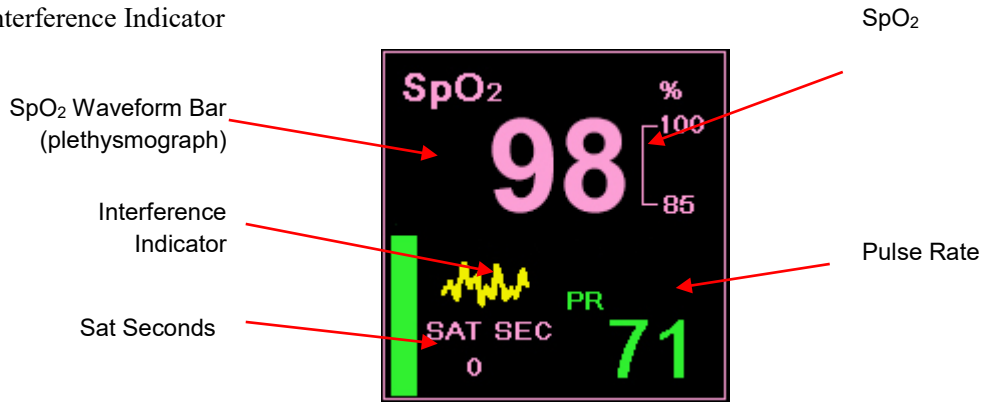 Interference Indicator
SpO₂
SpO₂ Waveform Bar
(plethysmograph)
Interference
Indicator
Sat Seconds
SpO₂
%
98
100
85
SAT SEC
0
PR
71
Pulse Rate